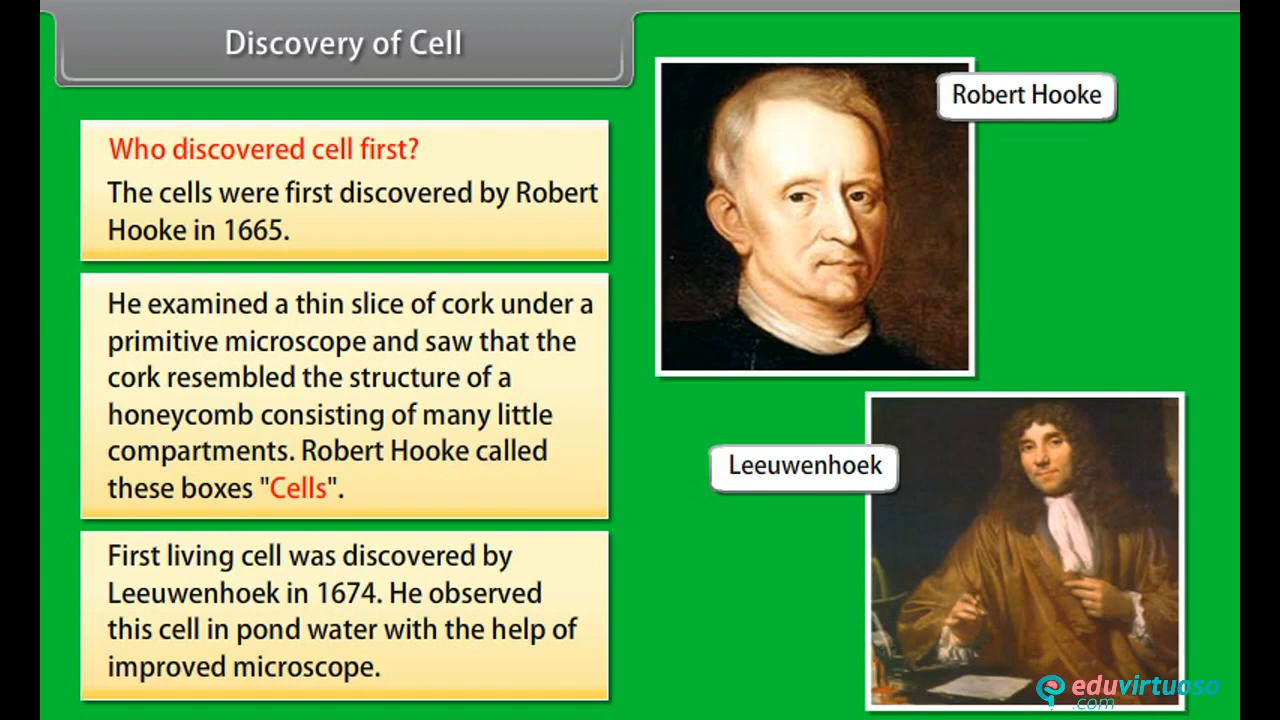 Discovery of Cell
Who discovered cell first?
The cells were first discovered by Robert
Hooke in 1665.
He examined a thin slice of cork under a
primitive microscope and saw that the
cork resembled the structure of a
honeycomb consisting of many little
compartments. Robert Hooke called
these boxes "Cells".
First living cell was discovered by
Leeuwenhoek in 1674. He observed
this cell in pond water with the help of
improved microscope.
Robert Hooke
Leeuwenhoek
eduvirtuoso
.com